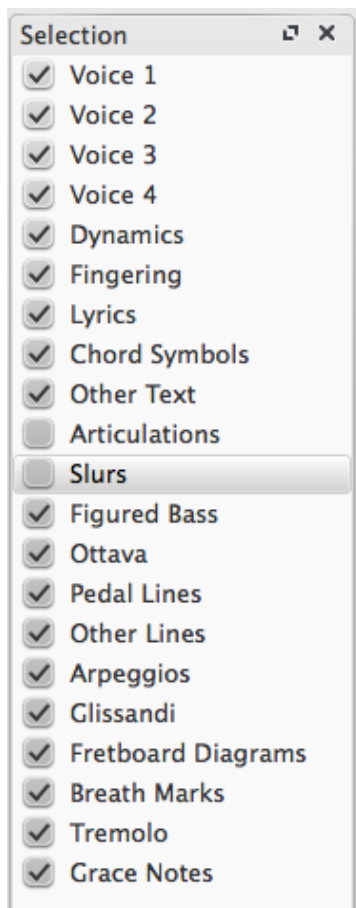 Selection
Voice 1
Voice 2
Voice 3
Voice 4
Dynamics
Fingering
Lyrics
Chord Symbols
Other Text
Articulations
Slurs
Figured Bass
Ottava
Pedal Lines
Other Lines
Arpeggios
Glissandi
Fretboard Diagrams
Breath Marks
Tremolo
Grace Notes